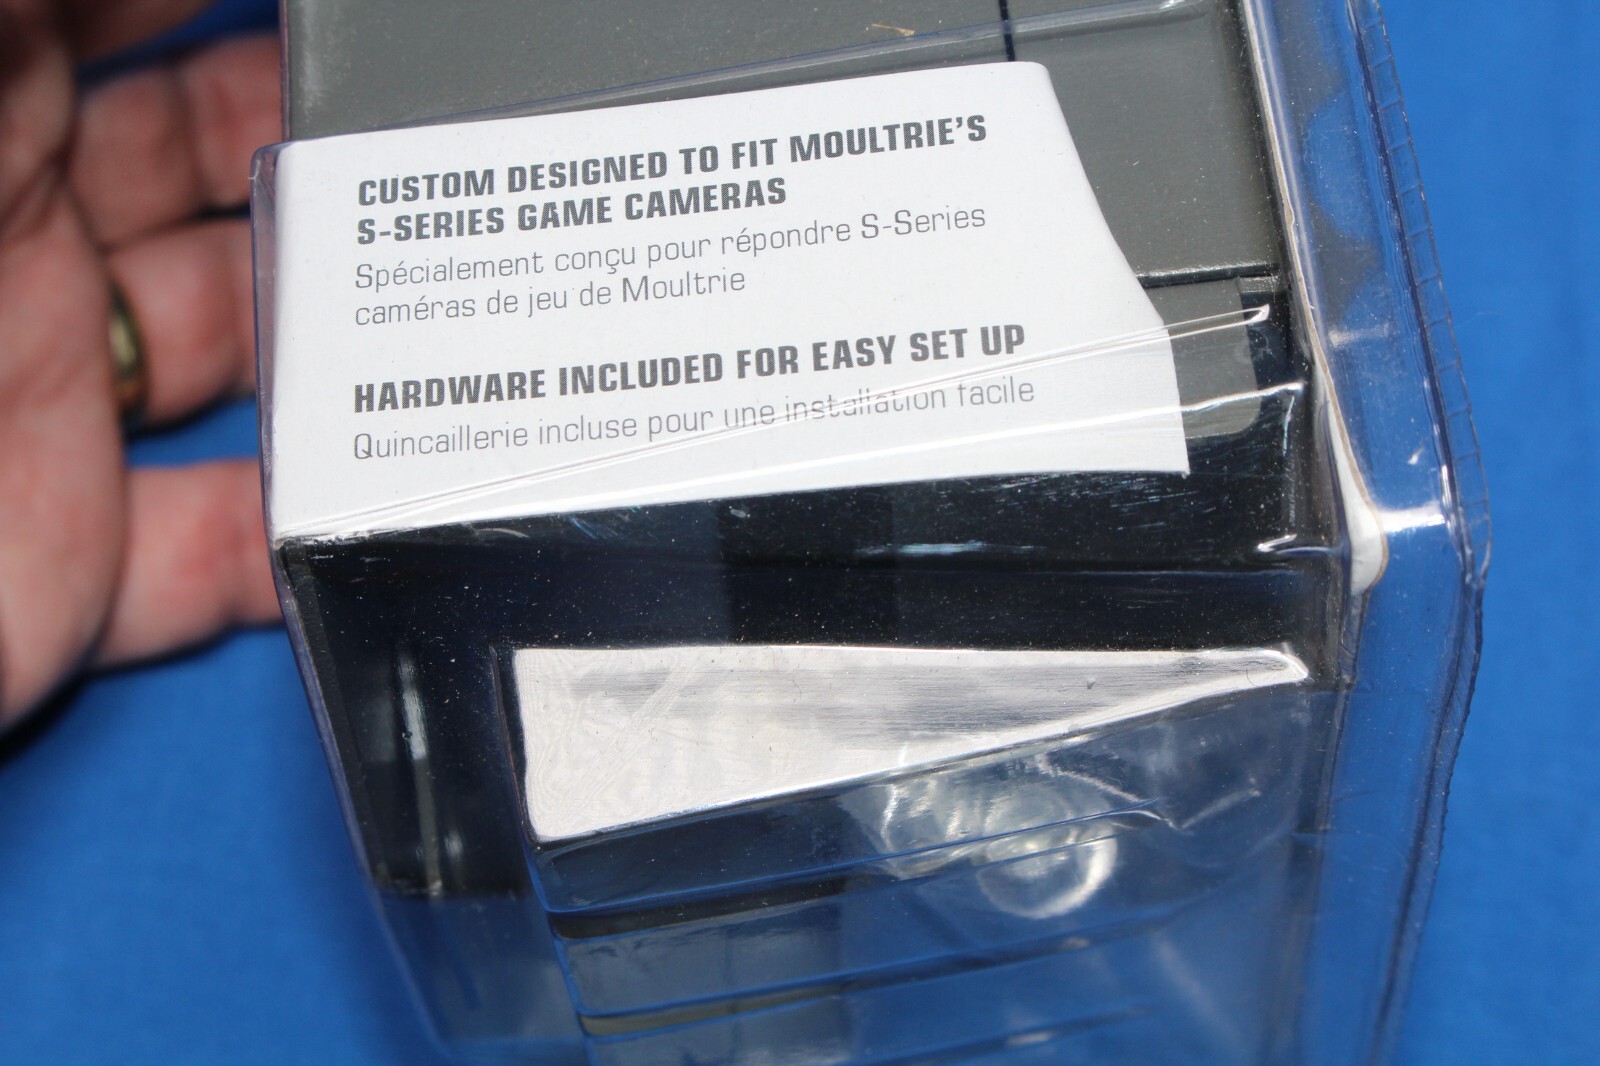 CUSTOM DESIGNED TO FIT MOULTRIE'S
S-SERIES GAME CAMERAS
Spécialement conçu pour répondre S-Series
caméras de jeu de Moultrie
HARDWARE INCLUDED FOR EASY SET UP
Quincaillerie incluse pour une installation facile